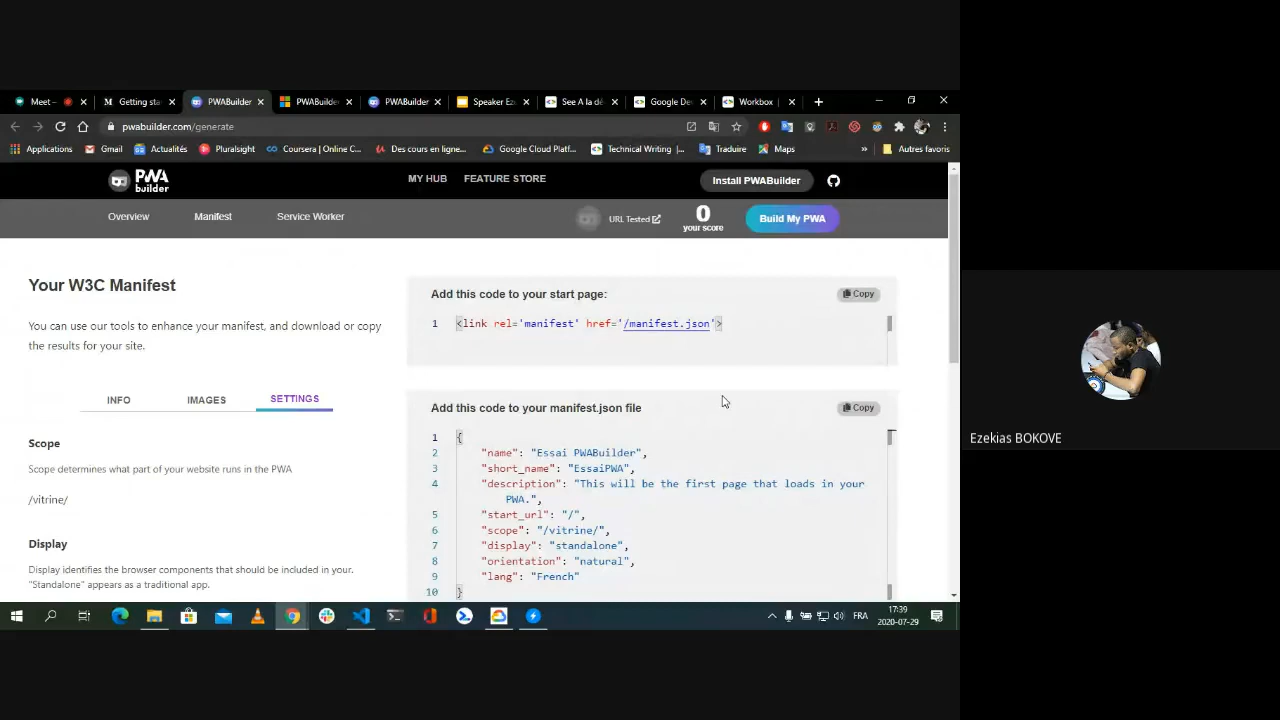 Meet –
Getting sta
PWABuilder
PWABuilde
PWABuilder
Speaker Ez
See A la dé
Google De
Workbox
pwabuilder.com/generate
Applications
Gmail
Actualités
Pluralsight
Coursera | Online C...
Des cours en ligne...
Google Cloud Platf...
Technical Writing |...
Traduire
Maps
»
Autres favoris
PWA
builder
MY HUB
FEATURE STORE
Install PWABuilder
Overview
Manifest
Service Worker
URL Tested
0
your score
Build My PWA
Your W3C Manifest
You can use our tools to enhance your manifest, and download or copy
the results for your site.
INFO
IMAGES
SETTINGS
Scope
Scope determines what part of your website runs in the PWA
/vitrine/
Display
Display identifies the browser components that should be included in your.
"Standalone" appears as a traditional app.
Add this code to your start page:
Copy
1 <link rel='manifest' href='/manifest.json'>
Add this code to your manifest.json file
Copy
1 {
2 "name": "Essai PWABuilder",
3 "short_name": "EssaiPWA",
4 "description": "This will be the first page that loads in your
PWA.",
5 "start_url": "/",
6 "scope": "/vitrine/",
7 "display": "standalone",
8 "orientation": "natural",
9 "lang": "French"
10 }
Ezekias BOKOVE
FRA
17:39
2020-07-29